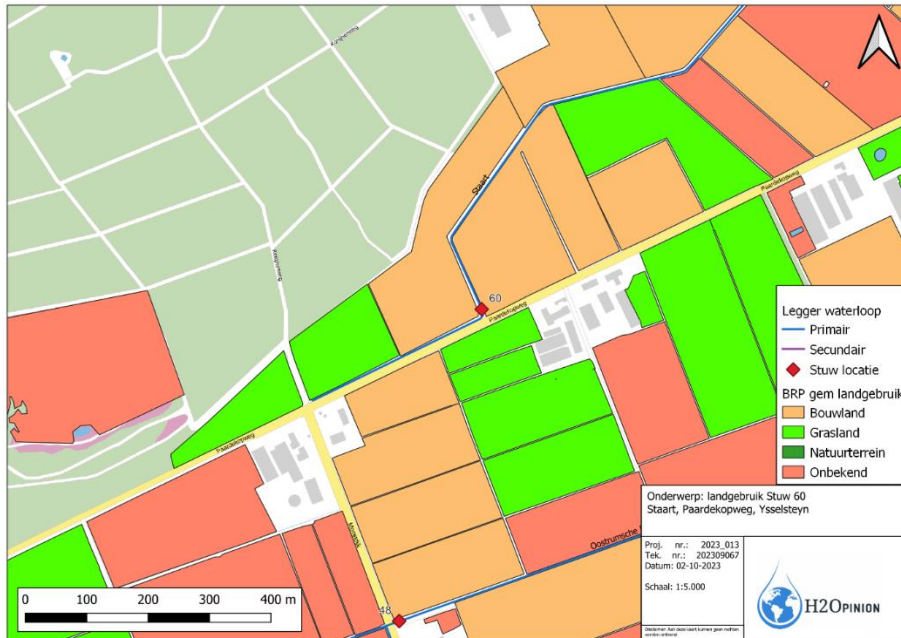 Staart
Paardekopweg
60
Paardekopweg
Paardekopweg
48
0 100 200 300 400 m
Legger waterloop
Primair
Secundair
Stuw locatie
BRP gem landgebruik
Bouwland
Grasland
Natuurterrein
Onbekend
Oostrumsche
Onderwerp: landgebruik Stuw 60
Staart, Paardekopweg, Ysselsteyn
Proj. nr.: 2023_013
Tek. nr.: 202309067
Datum: 02-10-2023
Schaal: 1:5.000
H2OPINION